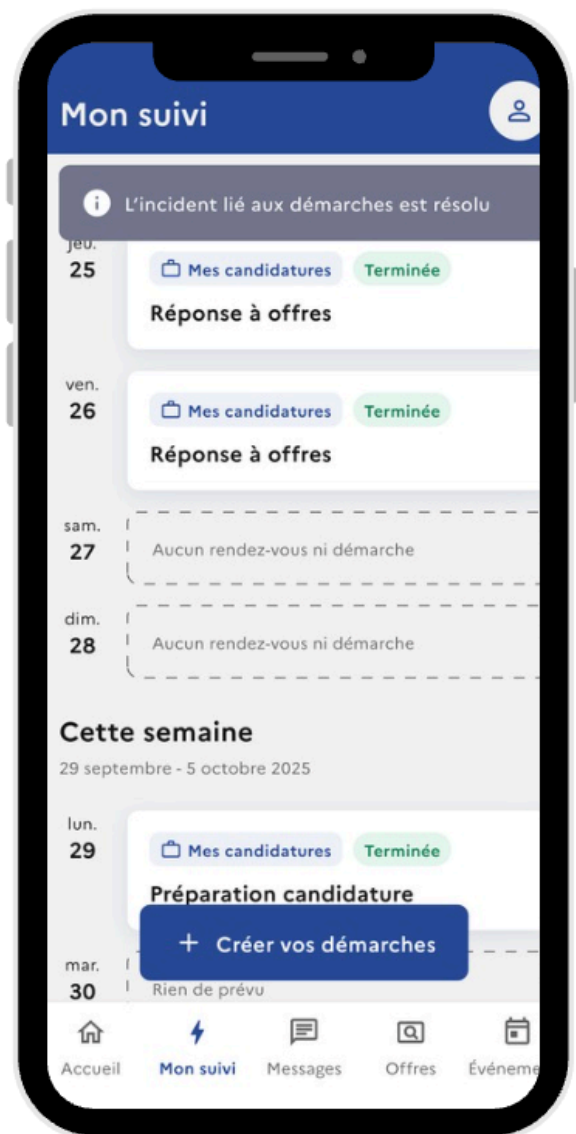 Mon suivi
L'incident lié aux démarches est résolu
jeu.
25
Mes candidatures Terminée
Réponse à offres
ven.
26
Mes candidatures Terminée
Réponse à offres
sam.
27
Aucun rendez-vous ni démarche
dim.
28
Aucun rendez-vous ni démarche
Cette semaine
29 septembre - 5 octobre 2025
lun.
29
Mes candidatures Terminée
Préparation candidature
+ Créer vos démarches
mar.
30
Rien de prévu
Accueil Mon suivi Messages Offres Événeme